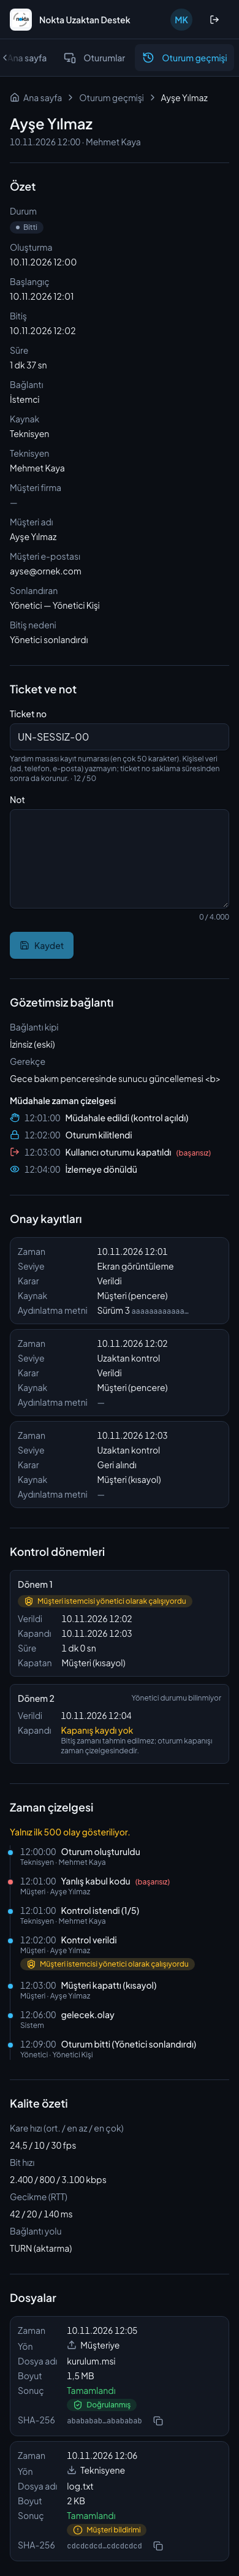 nokta
Nokta Uzaktan Destek
MK
Ana sayfa
Oturumlar
Oturum geçmişi
Ana sayfa > Oturum geçmişi > Ayşe Yılmaz
Ayşe Yılmaz
10.11.2026 12:00 · Mehmet Kaya
Özet
Durum
Bitti
Oluşturma
10.11.2026 12:00
Başlangıç
10.11.2026 12:01
Bitiş
10.11.2026 12:02
Süre
1 dk 37 sn
Bağlantı
İstemci
Kaynak
Teknisyen
Teknisyen
Mehmet Kaya
Müşteri firma
—
Müşteri adı
Ayşe Yılmaz
Müşteri e-postası
ayse@ornek.com
Sonlandıran
Yönetici — Yönetici Kişi
Bitiş nedeni
Yönetici sonlandırdı
Ticket ve not
Ticket no
UN-SESSIZ-00
Yardım masası kayıt numarası (en çok 50 karakter). Kişisel veri
(ad, telefon, e-posta) yazmayın; ticket no saklama süresinden
sonra da korunur. · 12 / 50
Not
0 / 4.000
Kaydet
Gözetimsiz bağlantı
Bağlantı kipi
İzinsiz (eski)
Gerekçe
Gece bakım penceresinde sunucu güncellemesi <b>
Müdahale zaman çizelgesi
12:01:00 Müdahale edildi (kontrol açıldı)
12:02:00 Oturum kilitlendi
12:03:00 Kullanıcı oturumu kapatıldı (başarısız)
12:04:00 İzlemeye dönüldü
Onay kayıtları
Zaman 10.11.2026 12:01
Seviye Ekran görüntüleme
Karar Verildi
Kaynak Müşteri (pencere)
Aydınlatma metni Sürüm 3 aaaaaaaaaaaa…
Zaman 10.11.2026 12:02
Seviye Uzaktan kontrol
Karar Verildi
Kaynak Müşteri (pencere)
Aydınlatma metni —
Zaman 10.11.2026 12:03
Seviye Uzaktan kontrol
Karar Geri alındı
Kaynak Müşteri (kısayol)
Aydınlatma metni —
Kontrol dönemleri
Dönem 1
Müşteri istemcisi yönetici olarak çalışıyordu
Verildi 10.11.2026 12:02
Kapandı 10.11.2026 12:03
Süre 1 dk 0 sn
Kapatan Müşteri (kısayol)
Dönem 2 Yönetici durumu bilinmiyor
Verildi 10.11.2026 12:04
Kapandı Kapanış kaydı yok
Bitiş zamanı tahmin edilmez; oturum kapanışı
zaman çizelgesindedir.
Zaman çizelgesi
Yalnız ilk 500 olay gösteriliyor.
12:00:00 Oturum oluşturuldu
Teknisyen · Mehmet Kaya
12:01:00 Yanlış kabul kodu (başarısız)
Müşteri · Ayşe Yılmaz
12:01:00 Kontrol istendi (1/5)
Teknisyen · Mehmet Kaya
12:02:00 Kontrol verildi
Müşteri · Ayşe Yılmaz
Müşteri istemcisi yönetici olarak çalışıyordu
12:03:00 Müşteri kapattı (kısayol)
Müşteri · Ayşe Yılmaz
12:06:00 gelecek.olay
Sistem
12:09:00 Oturum bitti (Yönetici sonlandırdı)
Yönetici · Yönetici Kişi
Kalite özeti
Kare hızı (ort. / en az / en çok)
24,5 / 10 / 30 fps
Bit hızı
2.400 / 800 / 3.100 kbps
Gecikme (RTT)
42 / 20 / 140 ms
Bağlantı yolu
TURN (aktarma)
Dosyalar
Zaman 10.11.2026 12:05
Yön Müşteriye
Dosya adı kurulum.msi
Boyut 1,5 MB
Sonuç Tamamlandı
Doğrulanmış
SHA-256 abababab…abababab
Zaman 10.11.2026 12:06
Yön Teknisyene
Dosya adı log.txt
Boyut 2 KB
Sonuç Tamamlandı
Müşteri bildirimi
SHA-256 cdcdcdcd…cdcdcdcd